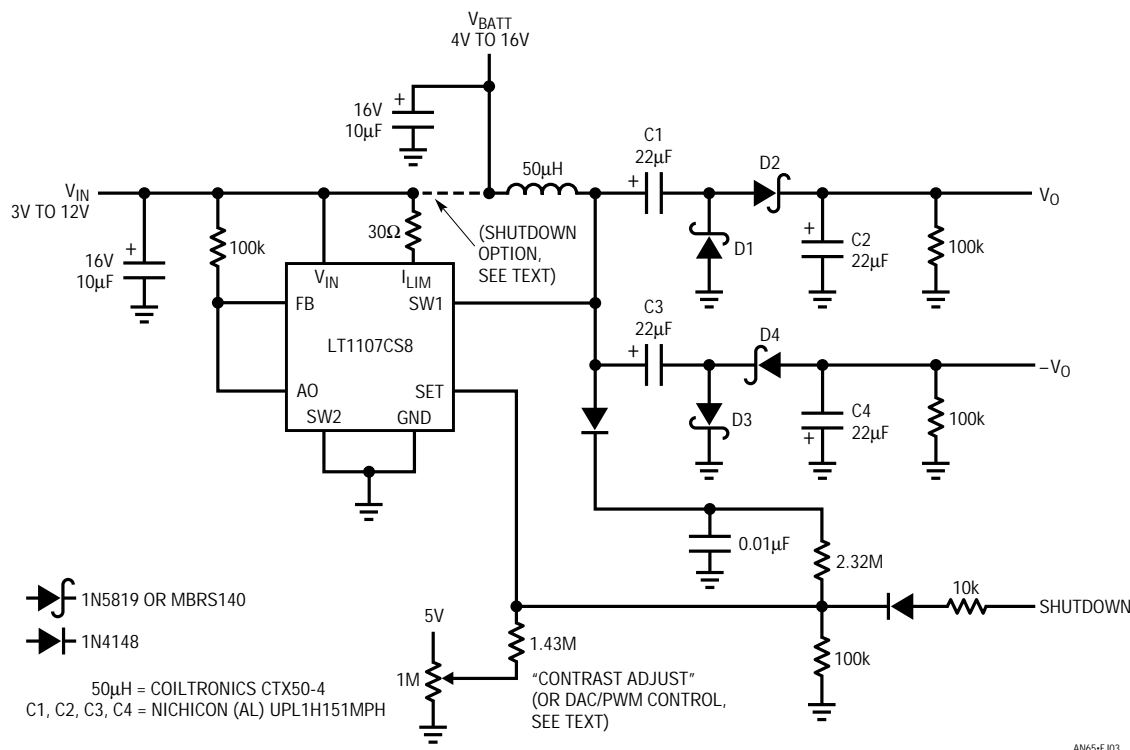 V_BATT
4V TO 16V
16V
10µF
+
C1
22µF
+
D2
50µH
V_IN
3V TO 12V
V_O
30Ω
(SHUTDOWN
OPTION,
SEE TEXT)
100k
D1
+
C2
22µF
100k
16V
10µF
+
V_IN
I_LIM
FB
SW1
C3
22µF
+
D4
LT1107CS8
–V_O
AO
SET
D3
C4
22µF
+
100k
SW2
GND
0.01µF
2.32M
10k
1N5819 OR MBRS140
SHUTDOWN
5V
1.43M
1N4148
100k
1M
"CONTRAST ADJUST"
(OR DAC/PWM CONTROL,
SEE TEXT)
50µH = COILTRONICS CTX50-4
C1, C2, C3, C4 = NICHICON (AL) UPL1H151MPH
AN65•FJ03